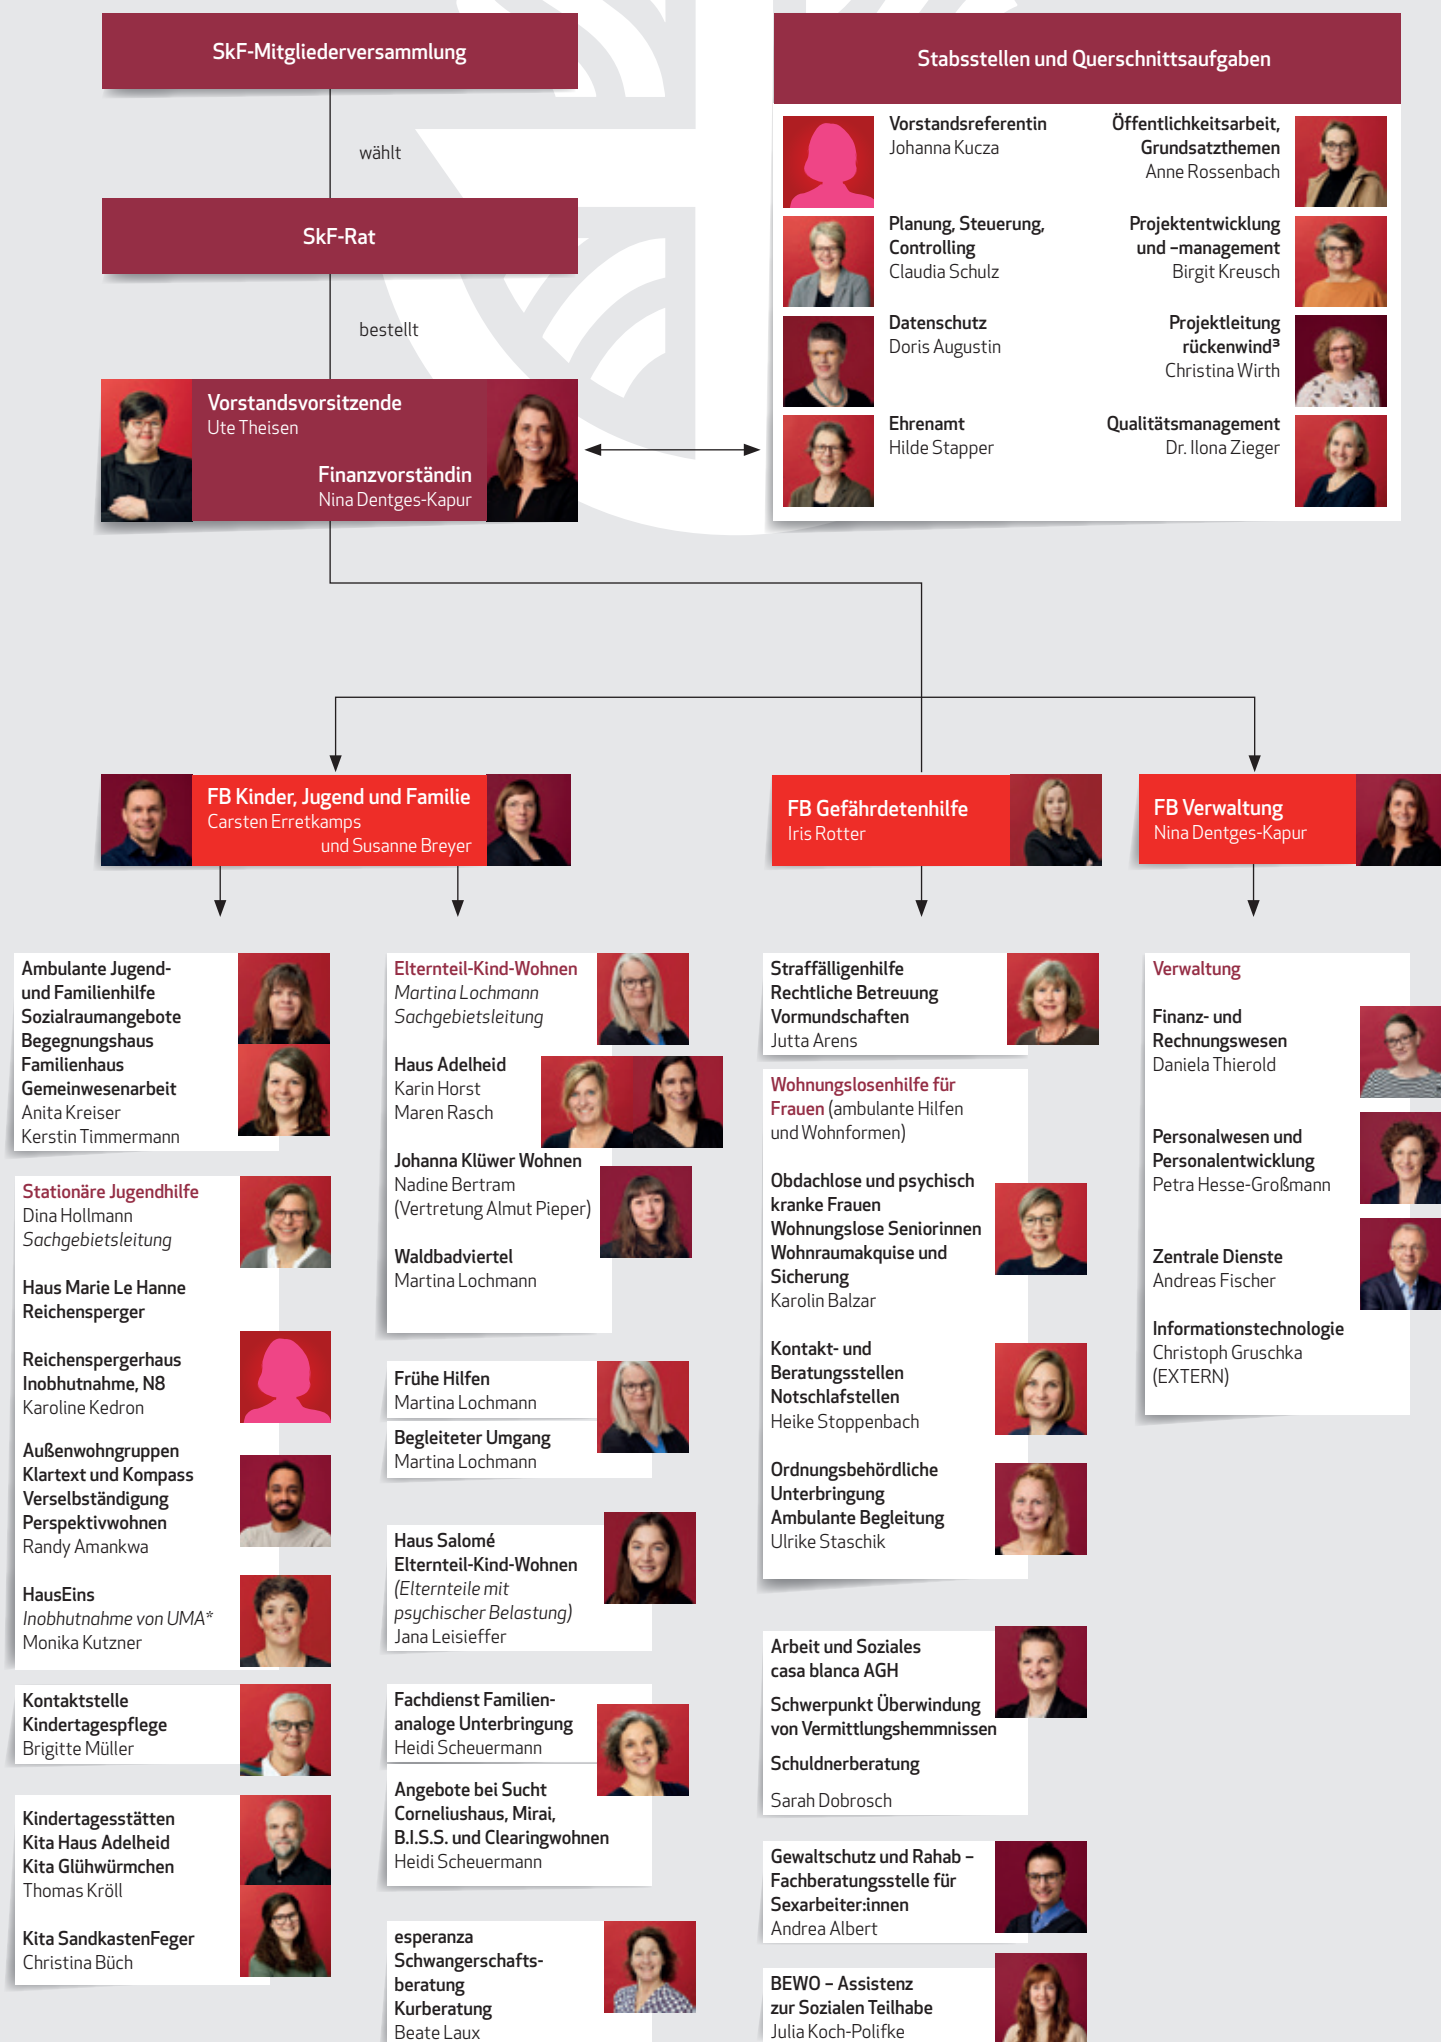 SkF-Mitgliederversammlung
wählt
SkF-Rat
bestellt
Vorstandsvorsitzende
Ute Theisen
Finanzvorständin
Nina Dentges-Kapur
Stabsstellen und Querschnittsaufgaben
Vorstandsreferentin
Johanna Kucza
Öffentlichkeitsarbeit,
Grundsatzthemen
Anne Rossenbach
Planung, Steuerung,
Controlling
Claudia Schulz
Projektentwicklung
und –management
Birgit Kreusch
Datenschutz
Doris Augustin
Projektleitung
rückenwind³
Christina Wirth
Ehrenamt
Hilde Stapper
Qualitätsmanagement
Dr. Ilona Zieger
FB Kinder, Jugend und Familie
Carsten Erretkamps
und Susanne Breyer
FB Gefährdetenhilfe
Iris Rotter
FB Verwaltung
Nina Dentges-Kapur
Ambulante Jugend-
und Familienhilfe
Sozialraumangebote
Begegnungshaus
Familienhaus
Gemeinwesenarbeit
Anita Kreiser
Kerstin Timmermann
Stationäre Jugendhilfe
Dina Hollmann
Sachgebietsleitung
Haus Marie Le Hanne
Reichensperger
Reichenspergerhaus
Inobhutnahme, N8
Karoline Kedron
Außenwohngruppen
Klartext und Kompass
Verselbständigung
Perspektivwohnen
Randy Amankwa
HausEins
Inobhutnahme von UMA*
Monika Kutzner
Kontaktstelle
Kindertagespflege
Brigitte Müller
Kindertagesstätten
Kita Haus Adelheid
Kita Glühwürmchen
Thomas Kröll
Kita SandkastenFeger
Christina Büch
Elternteil-Kind-Wohnen
Martina Lochmann
Sachgebietsleitung
Haus Adelheid
Karin Horst
Maren Rasch
Johanna Klüwer Wohnen
Nadine Bertram
(Vertretung Almut Pieper)
Waldbadviertel
Martina Lochmann
Frühe Hilfen
Martina Lochmann
Begleiteter Umgang
Martina Lochmann
Haus Salomé
Elternteil-Kind-Wohnen
(Elternteile mit
psychischer Belastung)
Jana Leisieffer
Fachdienst Familien-
analoge Unterbringung
Heidi Scheuermann
Angebote bei Sucht
Corneliushaus, Mirai,
B.I.S.S. und Clearingwohnen
Heidi Scheuermann
esperanza
Schwangerschafts-
beratung
Kurberatung
Beate Laux
Straffälligenhilfe
Rechtliche Betreuung
Vormundschaften
Jutta Arens
Wohnungslosenhilfe für
Frauen (ambulante Hilfen
und Wohnformen)
Obdachlose und psychisch
kranke Frauen
Wohnungslose Seniorinnen
Wohnraumakquise und
Sicherung
Karolin Balzar
Kontakt- und
Beratungsstellen
Notschlafstellen
Heike Stoppenbach
Ordnungsbehördliche
Unterbringung
Ambulante Begleitung
Ulrike Staschik
Arbeit und Soziales
casa blanca AGH
Schwerpunkt Überwindung
von Vermittlungshemmnissen
Schuldnerberatung
Sarah Dobrosch
Gewaltschutz und Rahab –
Fachberatungsstelle für
Sexarbeiter:innen
Andrea Albert
BEWO – Assistenz
zur Sozialen Teilhabe
Julia Koch-Polifke
Verwaltung
Finanz- und
Rechnungswesen
Daniela Thierold
Personalwesen und
Personalentwicklung
Petra Hesse-Großmann
Zentrale Dienste
Andreas Fischer
Informationstechnologie
Christoph Gruschka
(EXTERN)